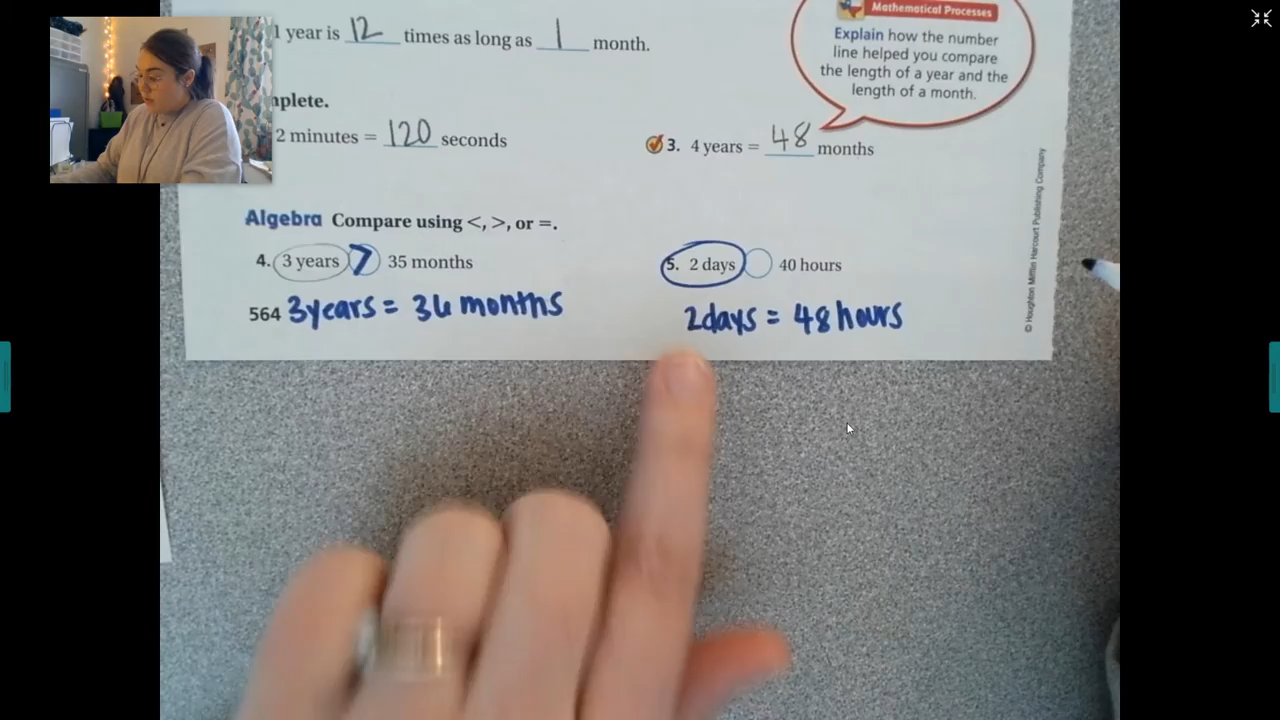 Mathematical Processes
Explain how the number
line helped you compare
the length of a year and the
length of a month.
1 year is 12 times as long as 1 month.
mplete.
2 minutes = 120 seconds
3. 4 years = 48 months
Algebra Compare using <, >, or =.
4. 3 years > 35 months
5. 2 days 40 hours
564 3 years = 36 months
2 days = 48 hours
© Houghton Mifflin Harcourt Publishing Company